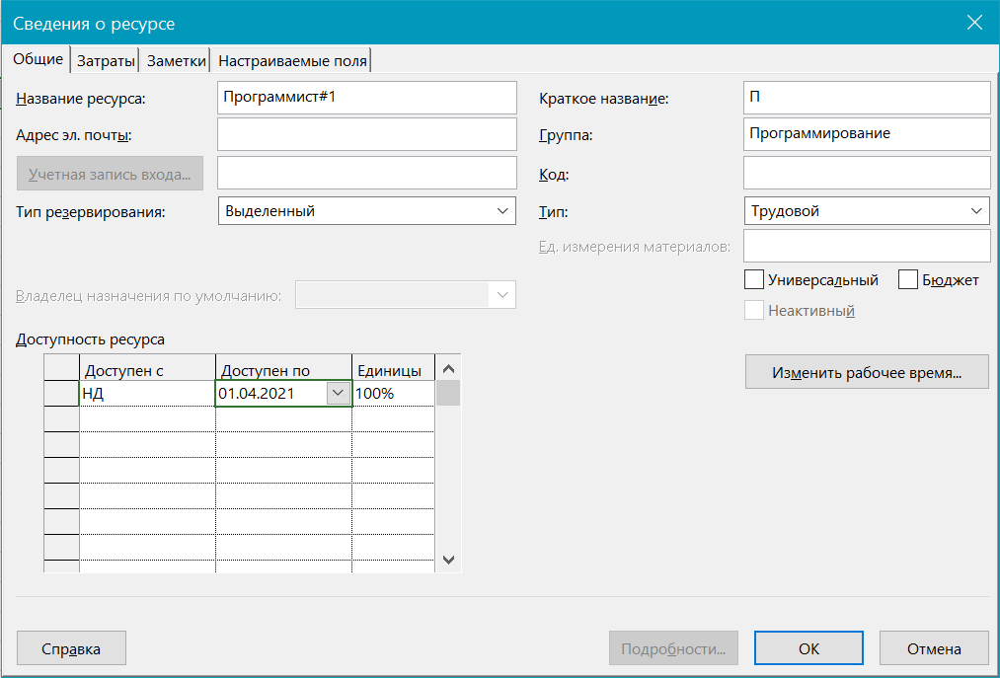 Сведения о ресурсе
Общие Затраты Заметки Настраиваемые поля
Название ресурса: Программист#1 Краткое название: П
Адрес эл. почты: Группа: Программирование
Учетная запись входа... Код:
Тип резервирования: Выделенный Тип: Трудовой
Ед. измерения материалов:
Универсальный Бюджет
Владелец назначения по умолчанию:
Неактивный
Доступность ресурса
Доступен с Доступен по Единицы
Изменить рабочее время...
НД 01.04.2021 100%
Справка Подробности... ОК Отмена